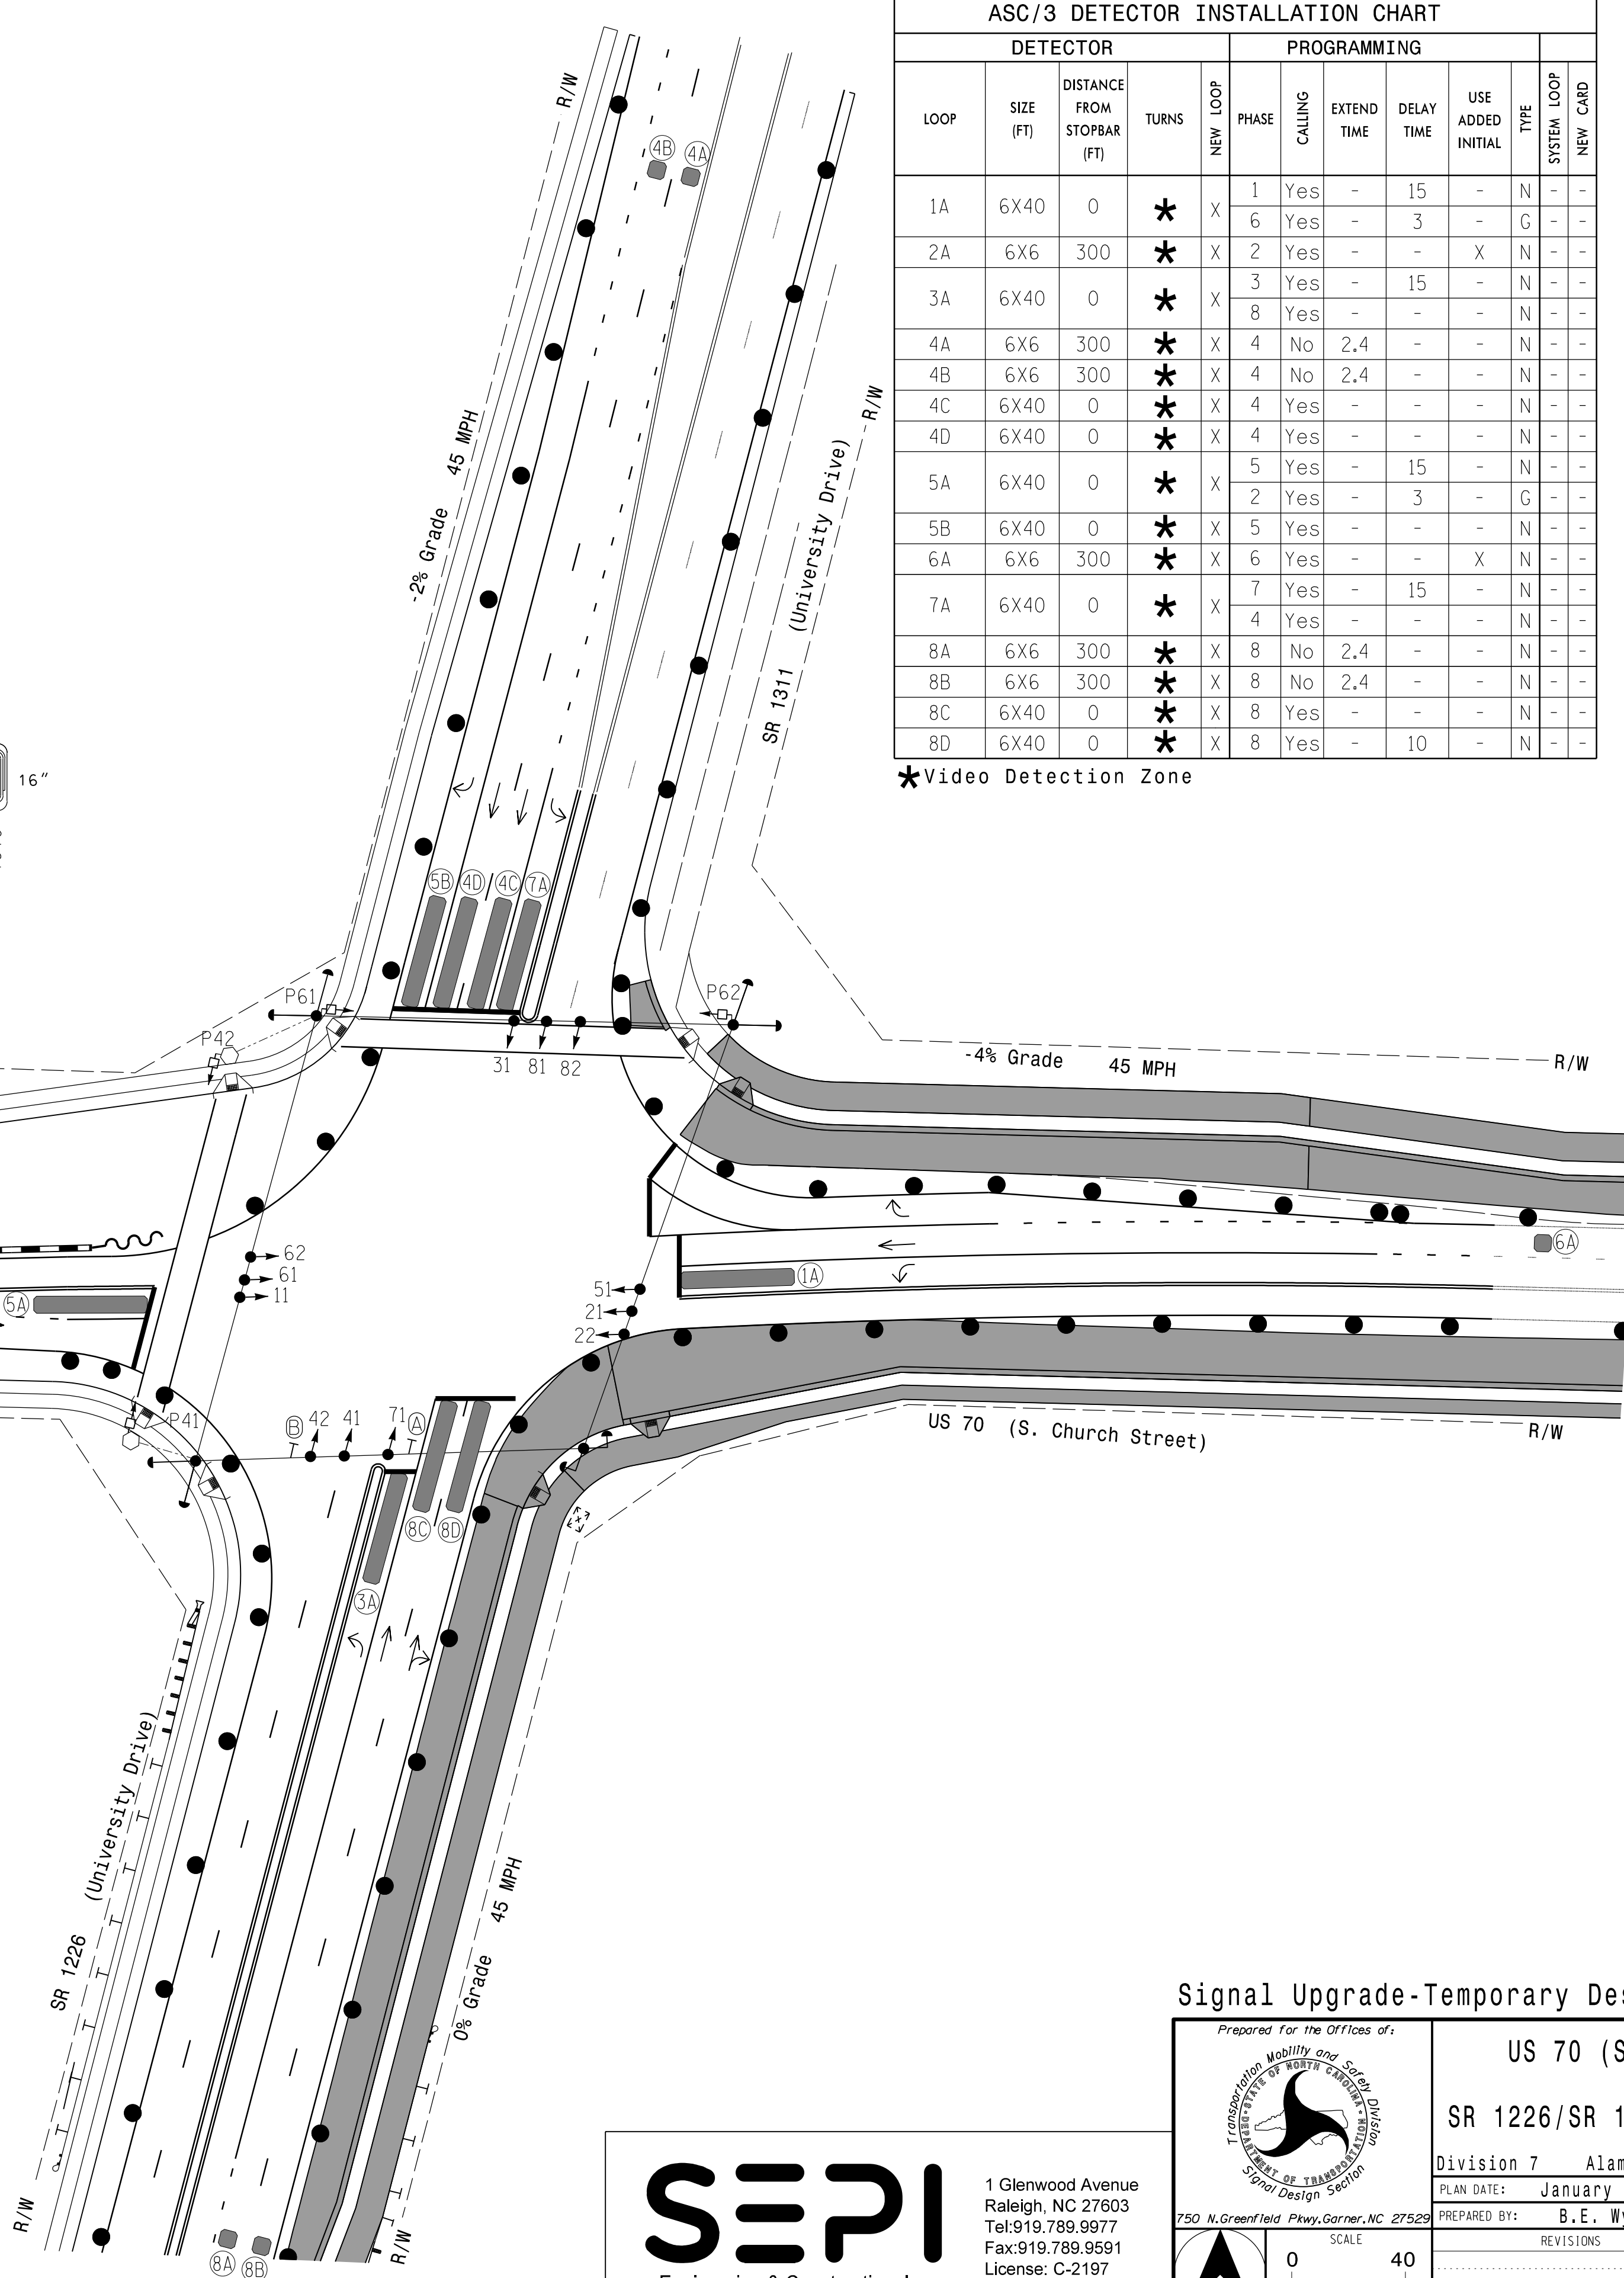 ASC/3 DETECTOR INSTALLATION CHART
DETECTOR PROGRAMMING
LOOP SIZE (FT) DISTANCE FROM STOPBAR (FT) TURNS NEW LOOP PHASE CALLING EXTEND TIME DELAY TIME USE ADDED INITIAL TYPE SYSTEM LOOP NEW CARD
1A 6X40 0 * X 1 Yes - 15 - N - -
6 Yes - 3 - G - -
2A 6X6 300 * X 2 Yes - - X N - -
3A 6X40 0 * X 3 Yes - 15 - N - -
8 Yes - - - N - -
4A 6X6 300 * X 4 No 2.4 - - N - -
4B 6X6 300 * X 4 No 2.4 - - N - -
4C 6X40 0 * X 4 Yes - - - N - -
4D 6X40 0 * X 4 Yes - - - N - -
5A 6X40 0 * X 5 Yes - 15 - N - -
2 Yes - 3 - G - -
5B 6X40 0 * X 5 Yes - - - N - -
6A 6X6 300 * X 6 Yes - - X N - -
7A 6X40 0 * X 7 Yes - 15 - N - -
4 Yes - - - N - -
8A 6X6 300 * X 8 No 2.4 - - N - -
8B 6X6 300 * X 8 No 2.4 - - N - -
8C 6X40 0 * X 8 Yes - - - N - -
8D 6X40 0 * X 8 Yes - 10 - N - -
*Video Detection Zone
R/W
4B 4A
R/W
-2% Grade 45 MPH
SR 1311 (University Drive)
16"
5B 4D 4C 7A
P61
P62
P42
31 81 82
-4% Grade 45 MPH
R/W
62
61
11
6A
1A
5A
51
21
22
P41
B 42 41 71 A
US 70 (S. Church Street)
R/W
8C 8D
3A
SR 1226 (University Drive)
0% Grade 45 MPH
R/W
R/W
8A 8B
Signal Upgrade-Temporary Des
Prepared for the Offices of:
Transportation Mobility and Safety Division
STATE OF NORTH CAROLINA
DEPARTMENT OF TRANSPORTATION
Signal Design Section
750 N.Greenfield Pkwy,Garner,NC 27529
US 70 (S
SR 1226/SR 1
Division 7 Alam
PLAN DATE: January
PREPARED BY: B.E. Wy
REVISIONS
SCALE
0 40
SEPI
1 Glenwood Avenue
Raleigh, NC 27603
Tel:919.789.9977
Fax:919.789.9591
License: C-2197